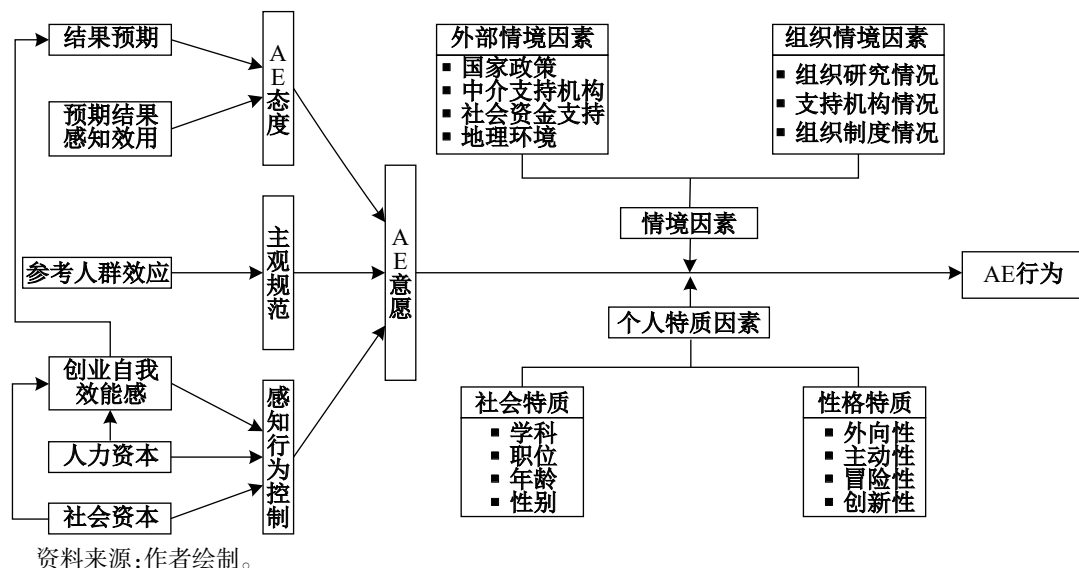 结果预期
预期结果
感知效用
参考人群效应
创业自我
效能感
人力资本
社会资本
AE态度
主观规范
感知行为控制
AE意愿
外部情境因素
▪ 国家政策
▪ 中介支持机构
▪ 社会资金支持
▪ 地理环境
组织情境因素
▪ 组织研究情况
▪ 支持机构情况
▪ 组织制度情况
情境因素
个人特质因素
社会特质
▪ 学科
▪ 职位
▪ 年龄
▪ 性别
性格特质
▪ 外向性
▪ 主动性
▪ 冒险性
▪ 创新性
AE行为
资料来源:作者绘制。